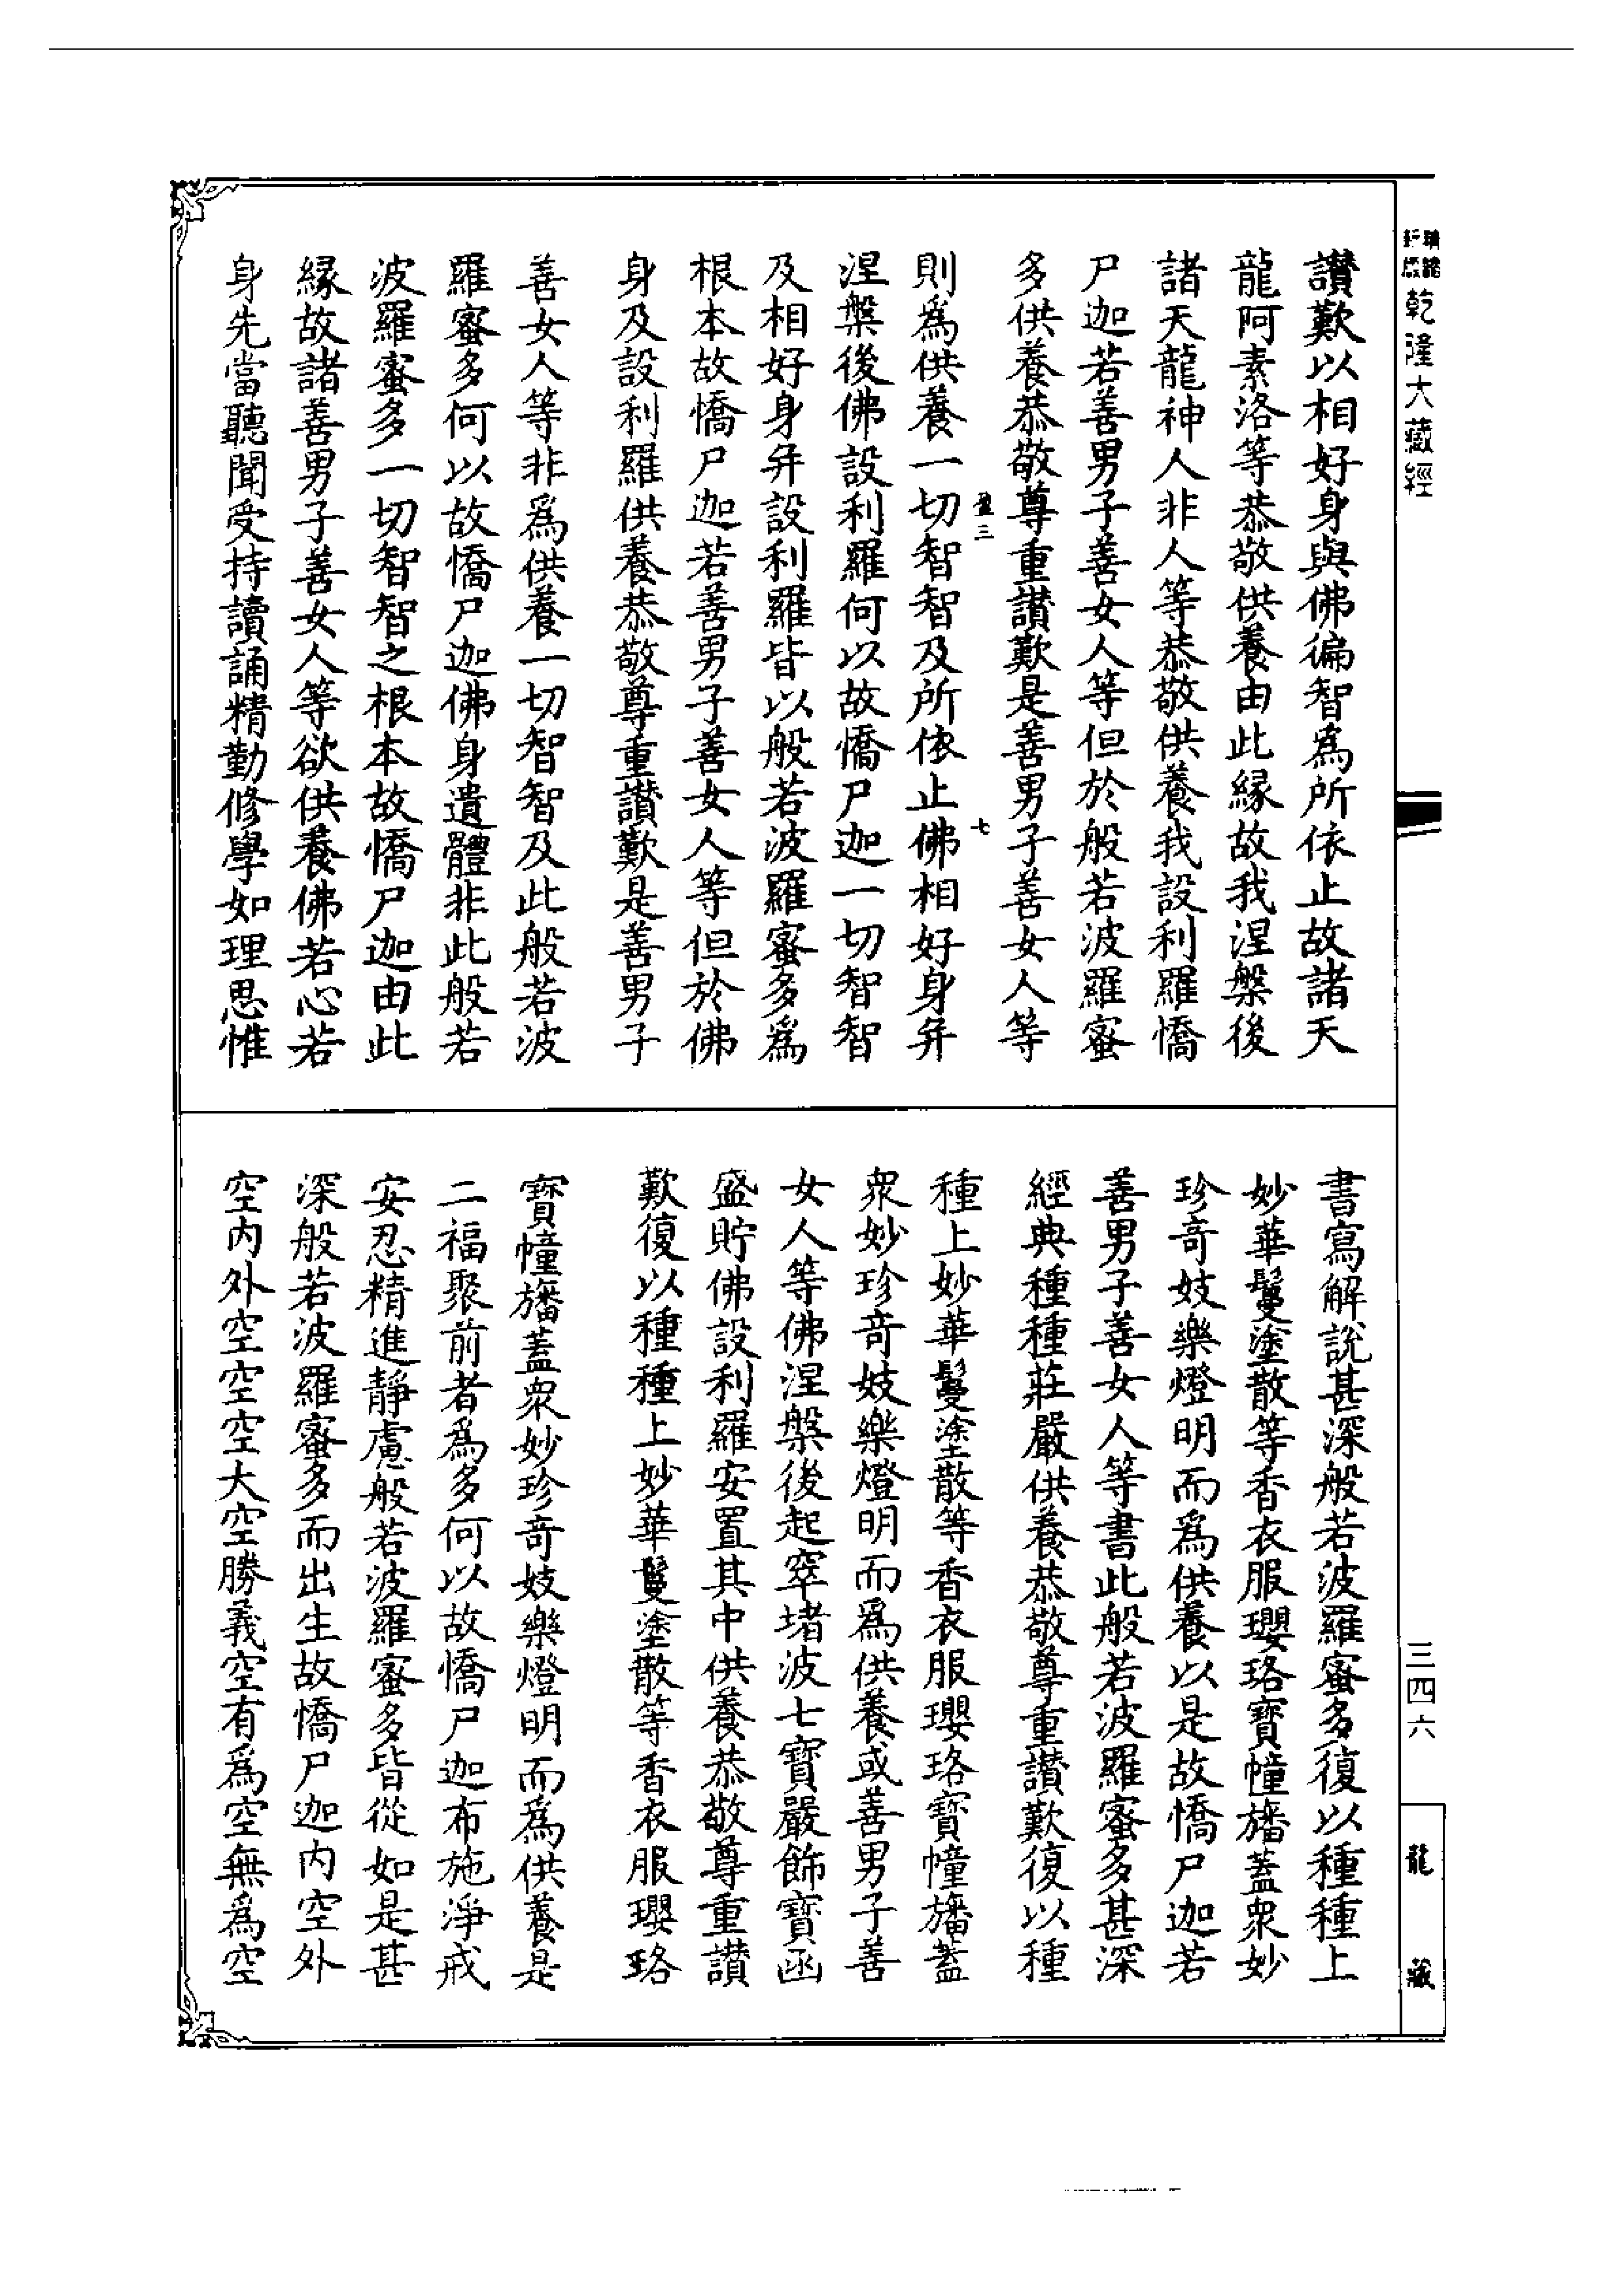 乾隆大藏經
讚歎以相好身與佛徧智爲所依止故諸天
龍阿素洛等恭敬供養由此緣故我涅槃後
諸天龍神人非人等恭敬供養我設利羅憍
尸迦若善男子善女人等但於般若波羅蜜
多供養恭敬尊重讚歎是善男子善女人等
盈三
七
則爲供養一切智智及所依止佛相好身并
涅槃後佛設利羅何以故憍尸迦一切智智
及相好身并設利羅皆以般若波羅蜜多爲
根本故憍尸迦若善男子善女人等但於佛
身及設利羅供養恭敬尊重讚歎是善男子
善女人等非爲供養一切智智及此般若波
羅蜜多何以故憍尸迦佛身遺體非此般若
波羅蜜多一切智智之根本故憍尸迦由此
緣故諸善男子善女人等欲供養佛若心若
身先當聽聞受持讀誦精勤修學如理思惟
書寫解說甚深般若波羅蜜多復以種種上
妙華鬘塗散等香衣服瓔珞寶幢旛蓋衆妙
珍奇妓樂燈明而爲供養以是故憍尸迦若
善男子善女人等書此般若波羅蜜多甚深
經典種種莊嚴供養恭敬尊重讚歎復以種
種上妙華鬘塗散等香衣服瓔珞寶幢旛蓋
衆妙珍奇妓樂燈明而爲供養或善男子善
女人等佛涅槃後起窣堵波七寶嚴飾寶函
盛貯佛設利羅安置其中供養恭敬尊重讚
歎復以種種上妙華鬘塗散等香衣服瓔珞
寶幢旛蓋衆妙珍奇妓樂燈明而爲供養是
二福聚前者爲多何以故憍尸迦布施淨戒
安忍精進靜慮般若波羅蜜多皆從如是甚
深般若波羅蜜多而出生故憍尸迦內空外
空內外空空空大空勝義空有爲空無爲空
三四六
龍藏